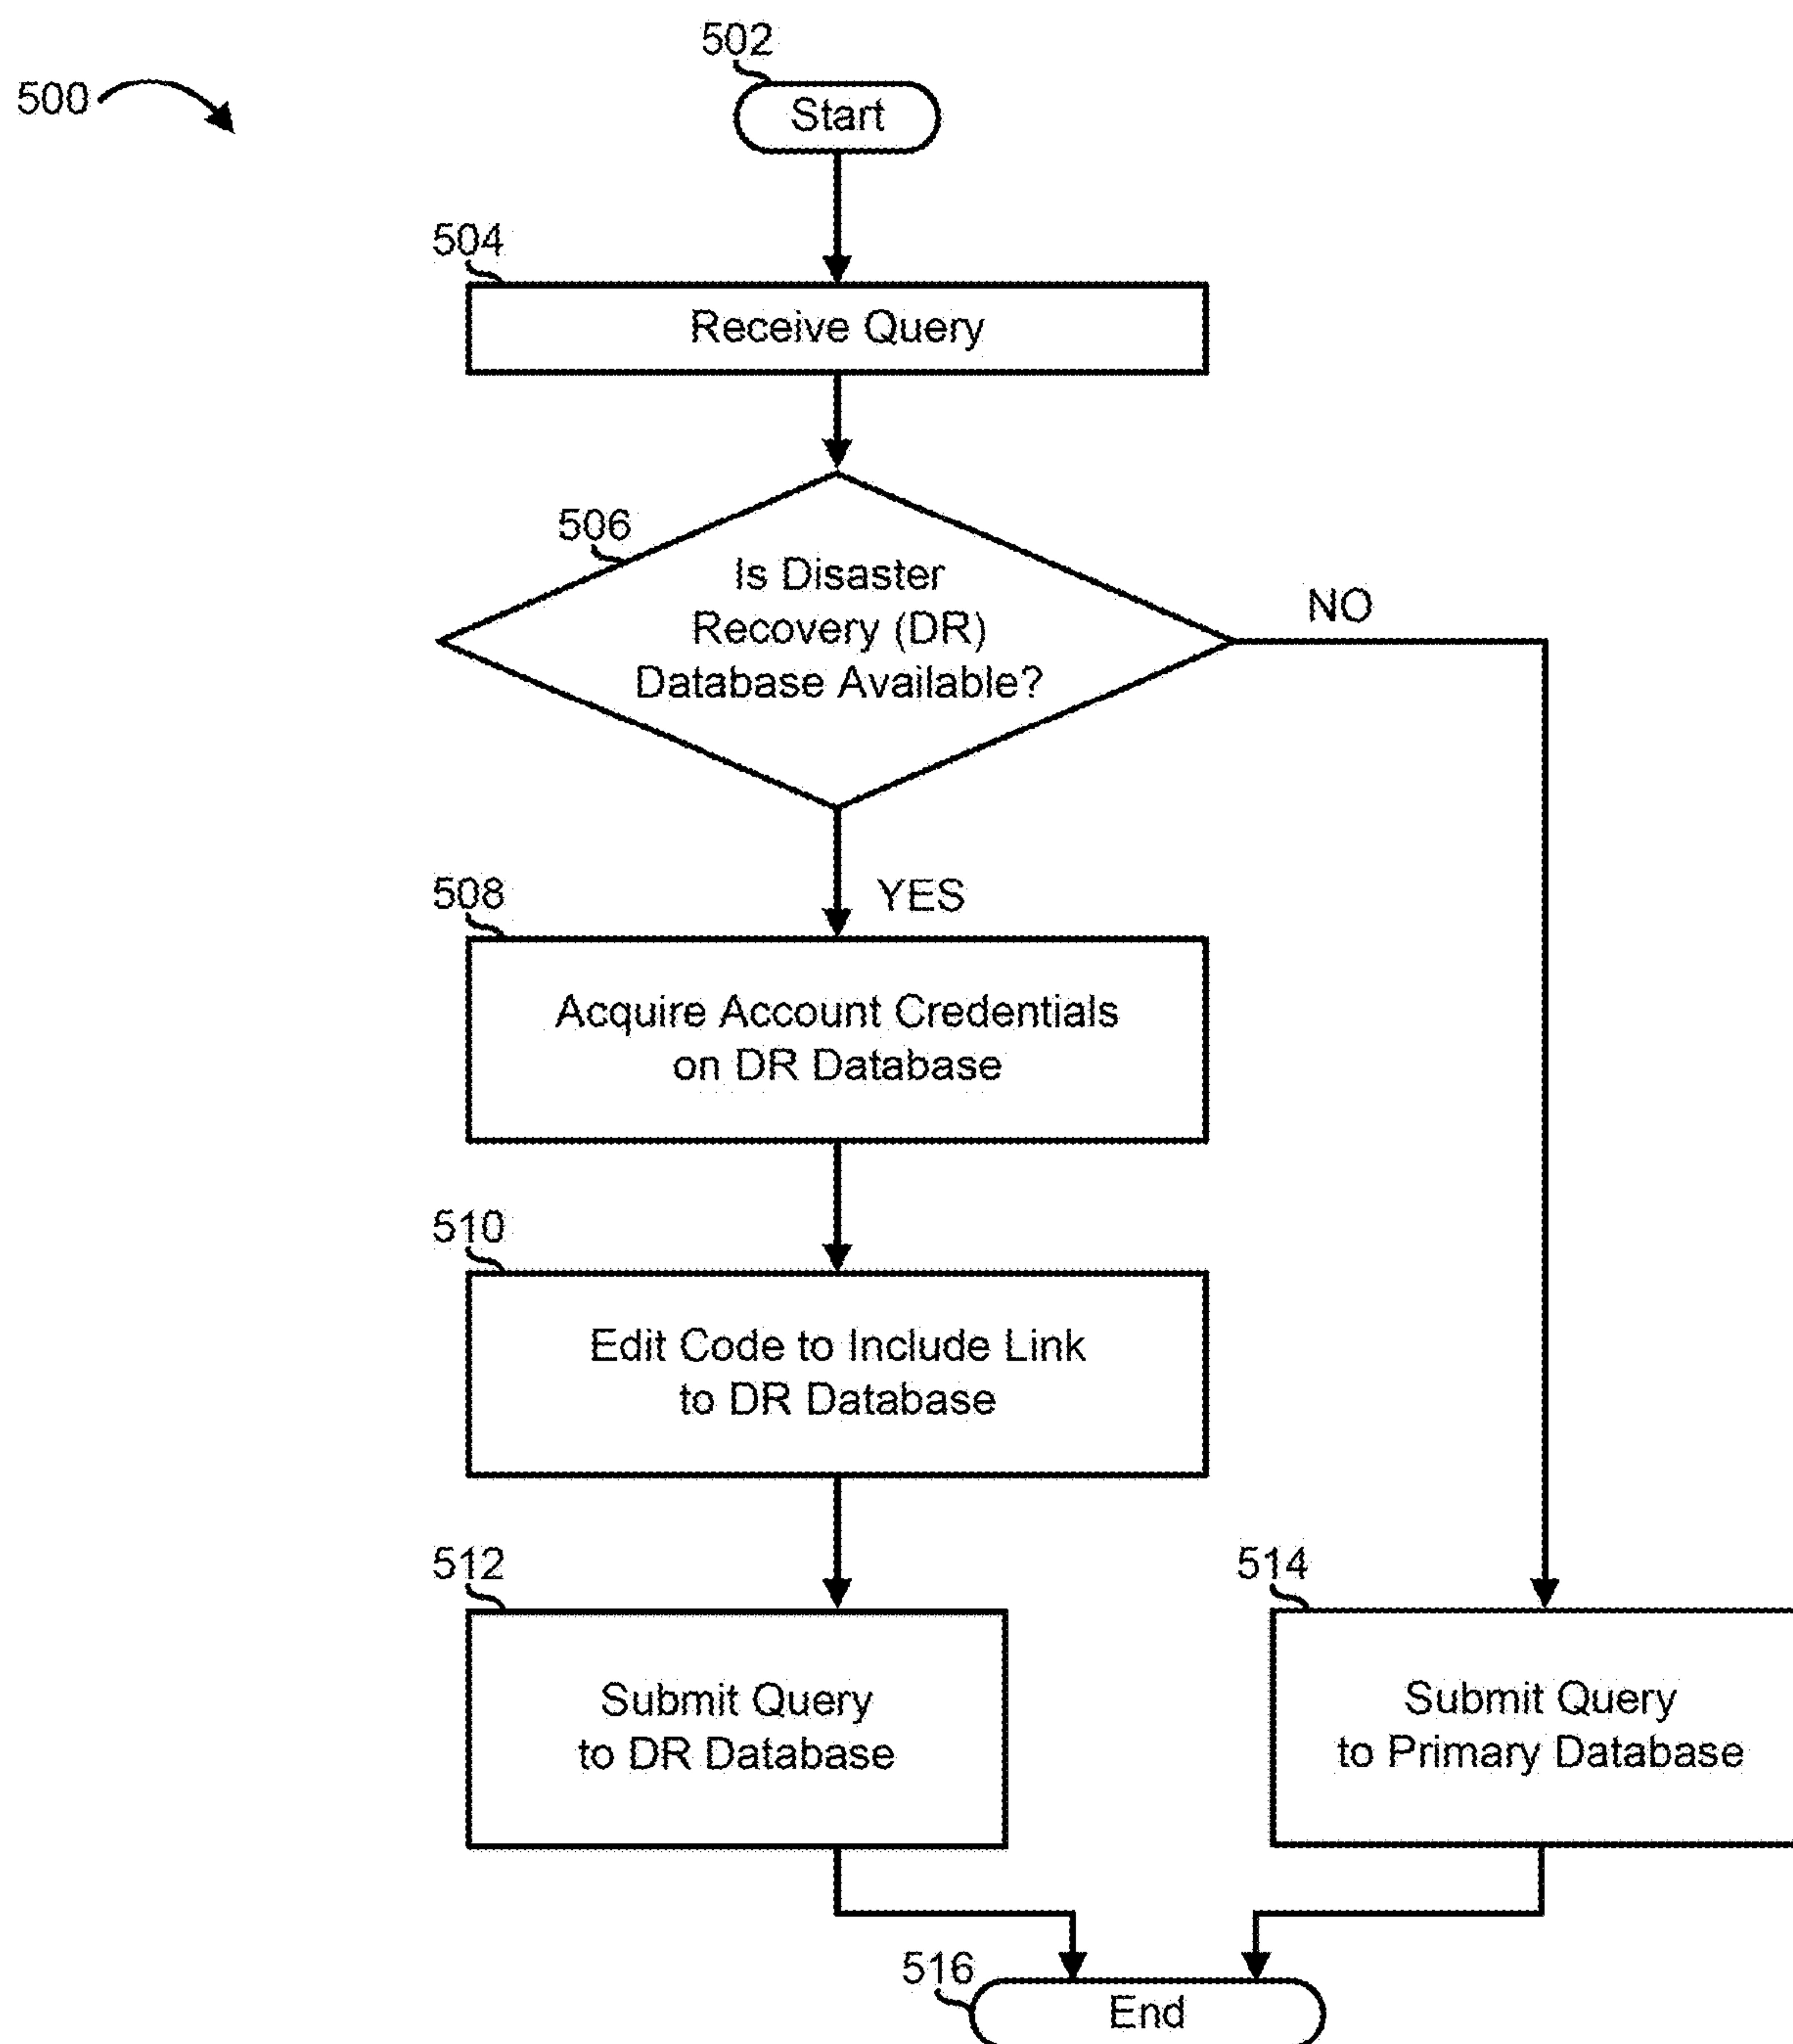 502
500
Start
504
Receive Query
506
Is Disaster
Recovery (DR)
Database Available?
NO
YES
508
Acquire Account Credentials
on DR Database
510
Edit Code to Include Link
to DR Database
512
Submit Query
to DR Database
514
Submit Query
to Primary Database
516
End